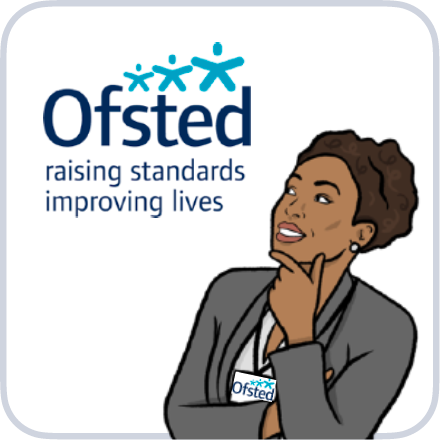 Ofsted
raising standards
improving lives
Ofsted